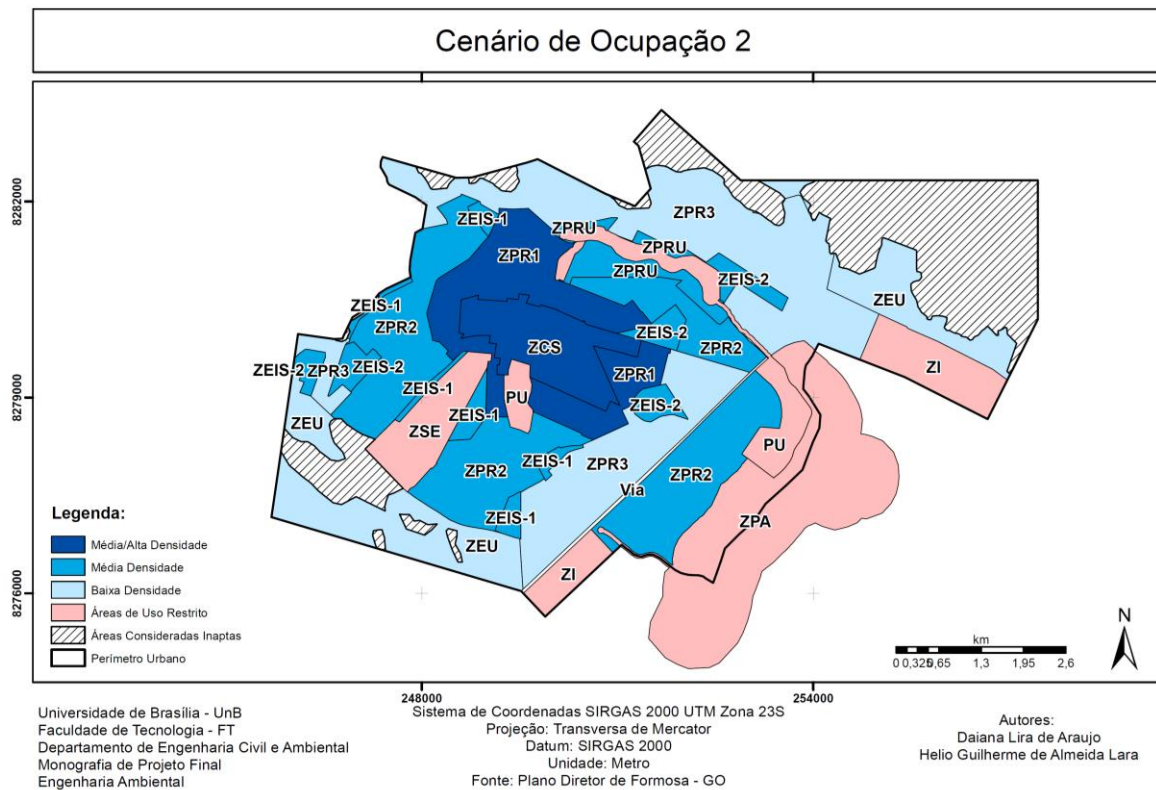 Cenário de Ocupação 2
8282000
8279000
8276000
ZEIS-1
ZPR1
ZPRU
ZPR3
ZPRU
ZPRU
ZEIS-2
ZEU
ZEIS-1
ZPR2
ZCS
ZEIS-2
ZPR2
ZI
ZEIS-2
ZPR3
ZEIS-2
ZEIS-1
PU
ZPR1
ZEIS-2
ZEU
ZSE
ZEIS-1
ZPR2
ZEIS-1
ZPR3
Via
ZPR2
PU
ZPA
ZEIS-1
ZEU
ZI
Legenda:
Média/Alta Densidade
Média Densidade
Baixa Densidade
Áreas de Uso Restrito
Áreas Consideradas Inaptas
Perímetro Urbano
N
km
0 0,325 0,65 1,3 1,95 2,6
248000
254000
Universidade de Brasília - UnB
Faculdade de Tecnologia - FT
Departamento de Engenharia Civil e Ambiental
Monografia de Projeto Final
Engenharia Ambiental
Sistema de Coordenadas SIRGAS 2000 UTM Zona 23S
Projeção: Transversa de Mercator
Datum: SIRGAS 2000
Unidade: Metro
Fonte: Plano Diretor de Formosa - GO
Autores:
Daiana Lira de Araujo
Helio Guilherme de Almeida Lara